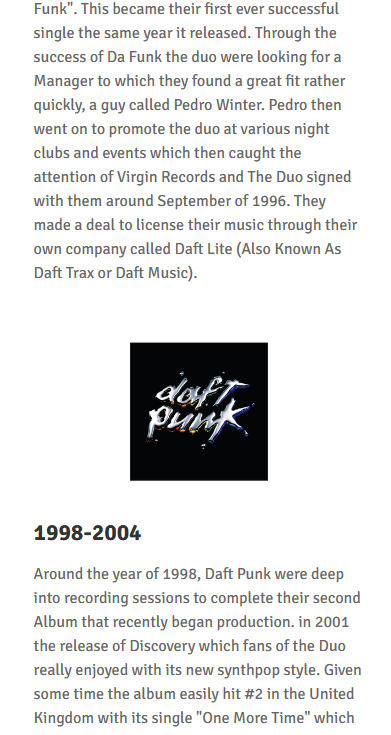 Funk". This became their first ever successful
single the same year it released. Through the
success of Da Funk the duo were looking for a
Manager to which they found a great fit rather
quickly, a guy called Pedro Winter. Pedro then
went on to promote the duo at various night
clubs and events which then caught the
attention of Virgin Records and The Duo signed
with them around September of 1996. They
made a deal to license their music through their
own company called Daft Lite (Also Known As
Daft Trax or Daft Music).
daft
punk
1998-2004
Around the year of 1998, Daft Punk were deep
into recording sessions to complete their second
Album that recently began production. in 2001
the release of Discovery which fans of the Duo
really enjoyed with its new synthpop style. Given
some time the album easily hit #2 in the United
Kingdom with its single "One More Time" which